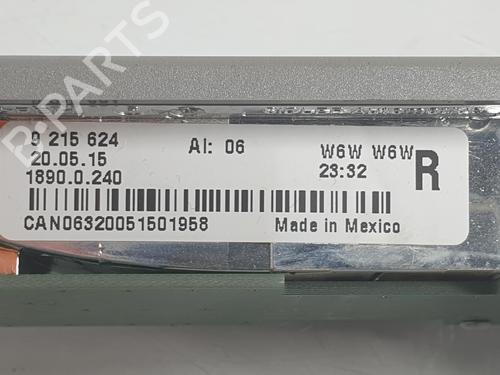 B PARTS
9 215 624 AI: 06 W6W W6W
20.05.15 23:32 R
1890.0.240
CAN06320051501958 Made in Mexico